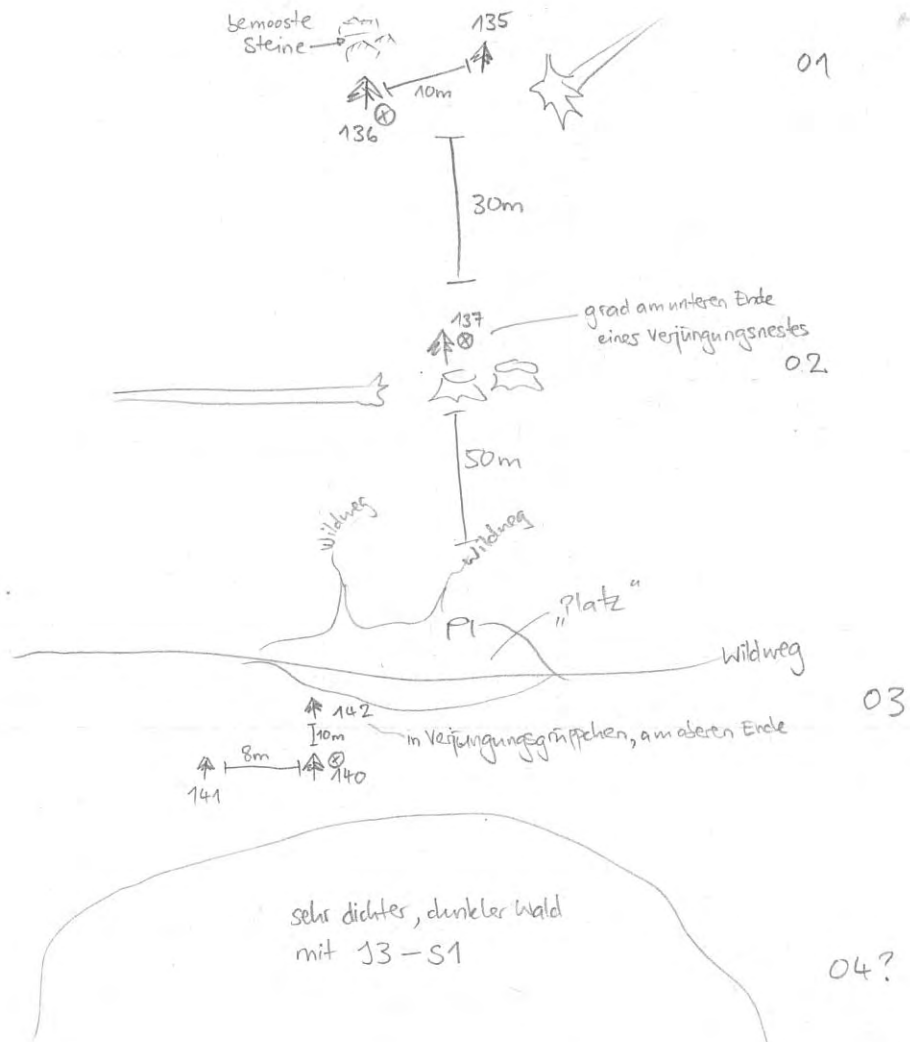 bemooste
Steine
135
01
10m
136
30m
137
grad am unteren Ende
eines Verjüngungsnestes
02
50m
Wildweg
Wildweg
„Platz“
Wildweg
03
142
in Verjüngungsgrüppchen, am oberen Ende
10m
8m
140
141
sehr dichter, dunkler Wald
mit J3-S1
04?